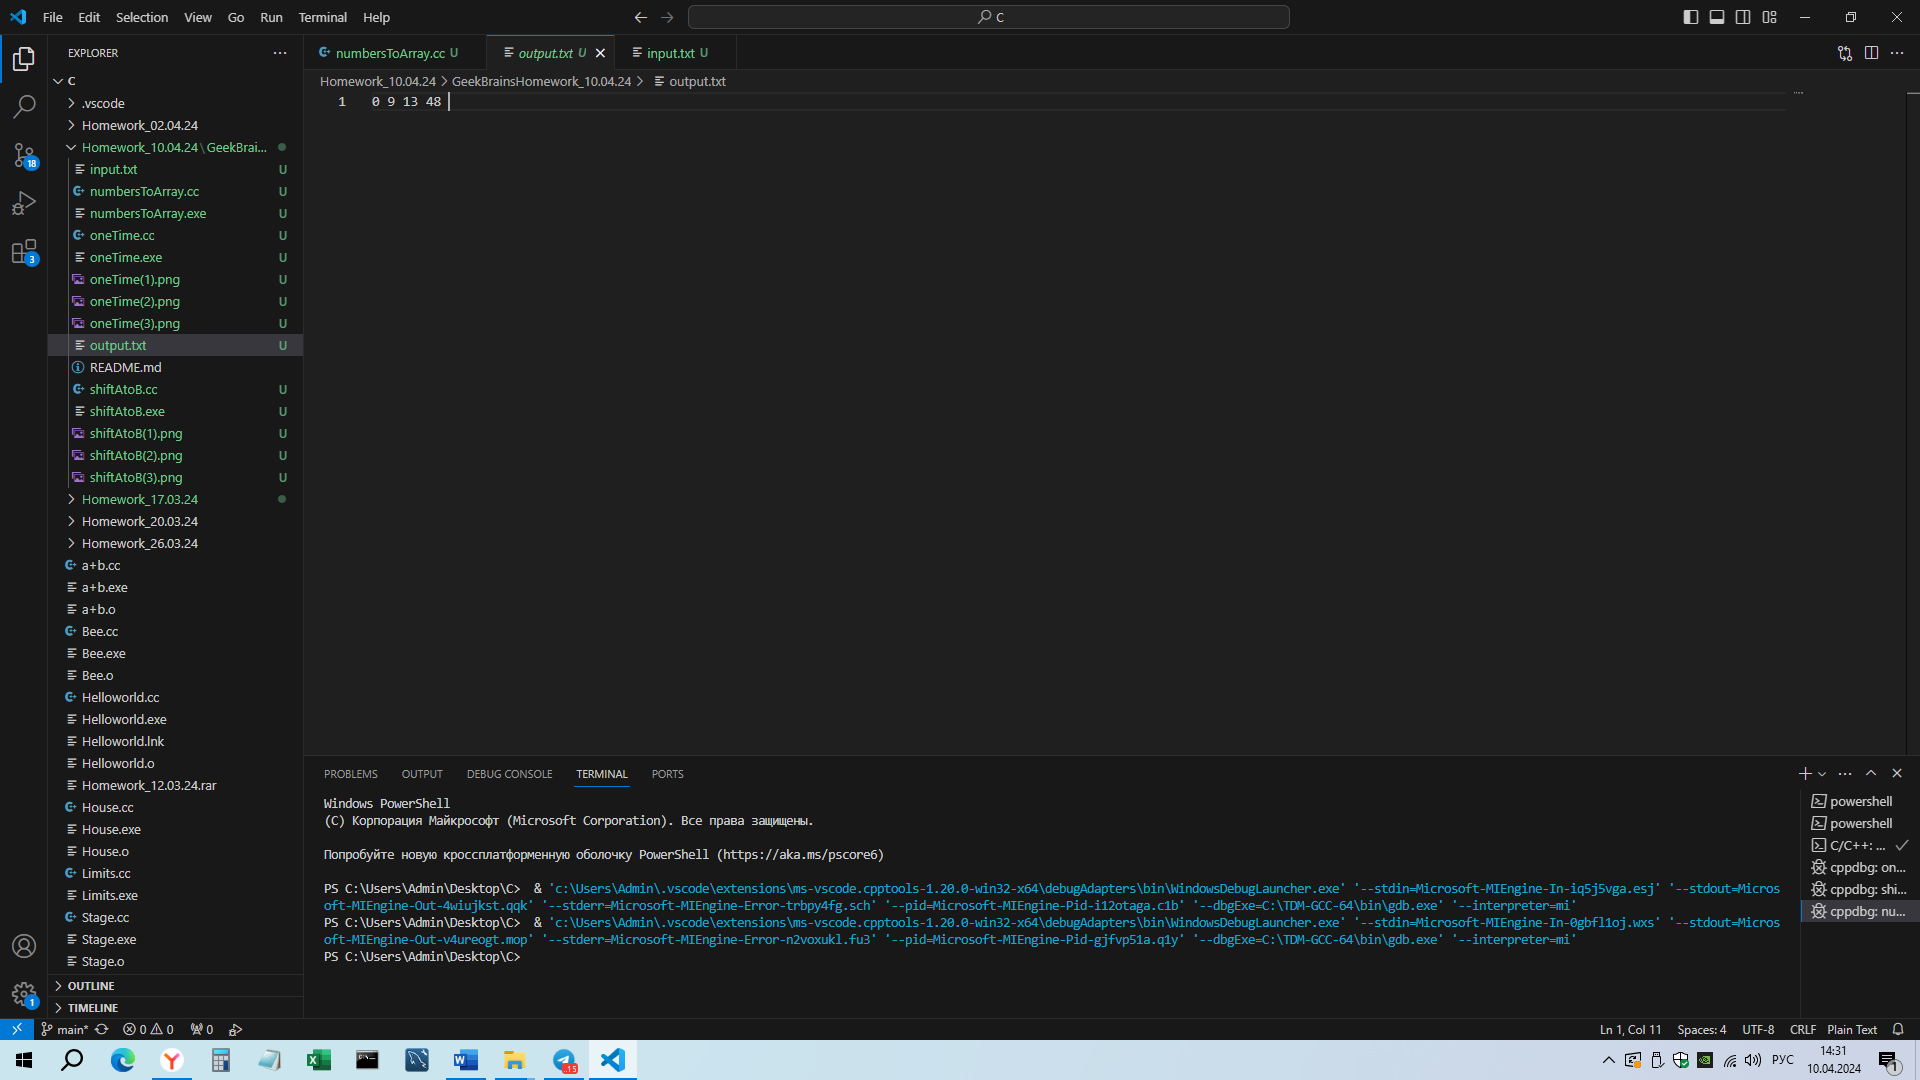 File Edit Selection View Go Run Terminal Help
C
EXPLORER
C
.vscode
Homework_02.04.24
Homework_10.04.24\GeekBrai...
input.txt U
numbersToArray.cc U
numbersToArray.exe U
oneTime.cc U
oneTime.exe U
oneTime(1).png U
oneTime(2).png U
oneTime(3).png U
output.txt U
README.md
shiftAtoB.cc U
shiftAtoB.exe U
shiftAtoB(1).png U
shiftAtoB(2).png U
shiftAtoB(3).png U
Homework_17.03.24
Homework_20.03.24
Homework_26.03.24
a+b.cc
a+b.exe
a+b.o
Bee.cc
Bee.exe
Bee.o
Helloworld.cc
Helloworld.exe
Helloworld.lnk
Helloworld.o
Homework_12.03.24.rar
House.cc
House.exe
House.o
Limits.cc
Limits.exe
Stage.cc
Stage.exe
Stage.o
OUTLINE
TIMELINE
18
3
1
numbersToArray.cc U output.txt U input.txt U
Homework_10.04.24 > GeekBrainsHomework_10.04.24 > output.txt
1 0 9 13 48
PROBLEMS OUTPUT DEBUG CONSOLE TERMINAL PORTS
Windows PowerShell
(C) Корпорация Майкрософт (Microsoft Corporation). Все права защищены.
Попробуйте новую кроссплатформенную оболочку PowerShell (https://aka.ms/pscore6)
PS C:\Users\Admin\Desktop\C> & 'c:\Users\Admin\.vscode\extensions\ms-vscode.cpptools-1.20.0-win32-x64\debugAdapters\bin\WindowsDebugLauncher.exe' '--stdin=Microsoft-MIEngine-In-iq5j5vga.esj' '--stdout=Micros
oft-MIEngine-Out-4wiujkst.qqk' '--stderr=Microsoft-MIEngine-Error-trbpy4fg.sch' '--pid=Microsoft-MIEngine-Pid-i12otaga.c1b' '--dbgExe=C:\TDM-GCC-64\bin\gdb.exe' '--interpreter=mi'
PS C:\Users\Admin\Desktop\C> & 'c:\Users\Admin\.vscode\extensions\ms-vscode.cpptools-1.20.0-win32-x64\debugAdapters\bin\WindowsDebugLauncher.exe' '--stdin=Microsoft-MIEngine-In-0gbfl1oj.wxs' '--stdout=Micros
oft-MIEngine-Out-v4ureogt.mop' '--stderr=Microsoft-MIEngine-Error-n2voxukl.fu3' '--pid=Microsoft-MIEngine-Pid-gjfvp51a.q1y' '--dbgExe=C:\TDM-GCC-64\bin\gdb.exe' '--interpreter=mi'
PS C:\Users\Admin\Desktop\C>
powershell
powershell
C/C++: ...
cppdbg: on...
cppdbg: shi...
cppdbg: nu...
main* 0 0 0 Ln 1, Col 11 Spaces: 4 UTF-8 CRLF Plain Text
..15
РУС
14:31
10.04.2024
1